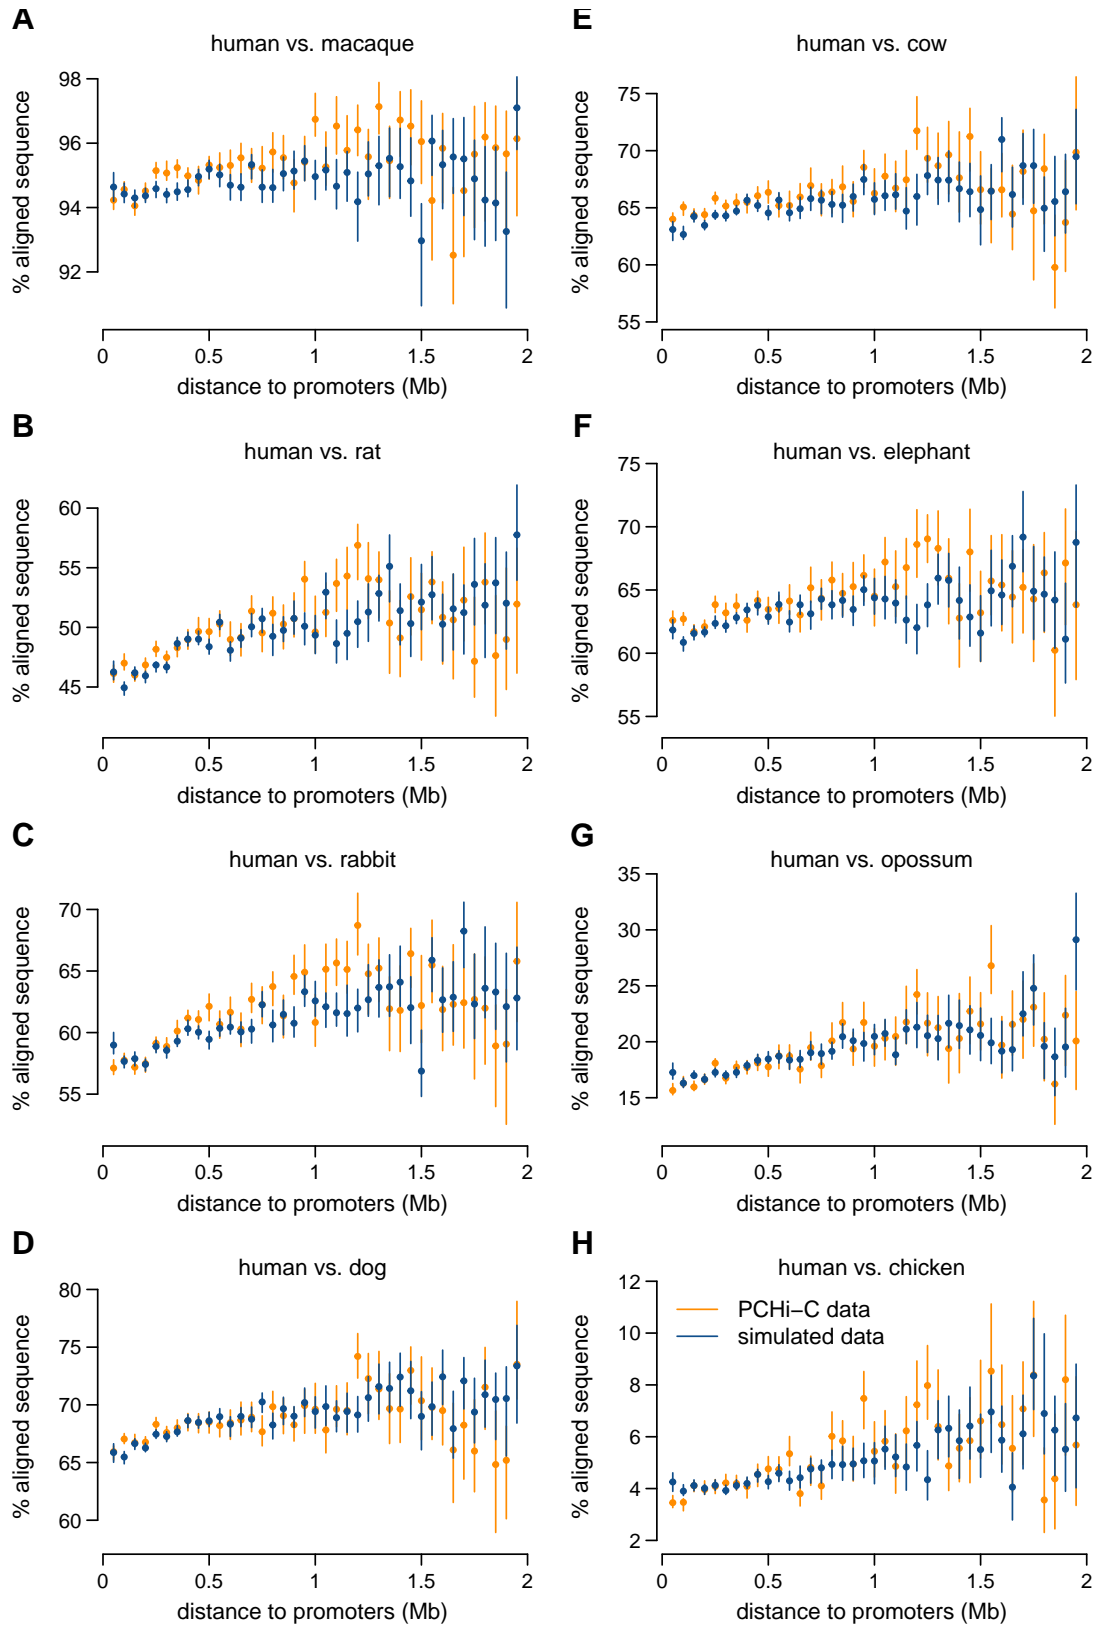 A
human vs. macaque
% aligned sequence
98
96
94
92
0 0.5 1 1.5 2
distance to promoters (Mb)
B
human vs. rat
% aligned sequence
60
55
50
45
0 0.5 1 1.5 2
distance to promoters (Mb)
C
human vs. rabbit
% aligned sequence
70
65
60
55
0 0.5 1 1.5 2
distance to promoters (Mb)
D
human vs. dog
% aligned sequence
80
75
70
65
60
0 0.5 1 1.5 2
distance to promoters (Mb)
E
human vs. cow
% aligned sequence
75
70
65
60
55
0 0.5 1 1.5 2
distance to promoters (Mb)
F
human vs. elephant
% aligned sequence
75
70
65
60
55
0 0.5 1 1.5 2
distance to promoters (Mb)
G
human vs. opossum
% aligned sequence
35
30
25
20
15
0 0.5 1 1.5 2
distance to promoters (Mb)
H
human vs. chicken
% aligned sequence
12
10
8
6
4
2
PCHi−C data
simulated data
0 0.5 1 1.5 2
distance to promoters (Mb)